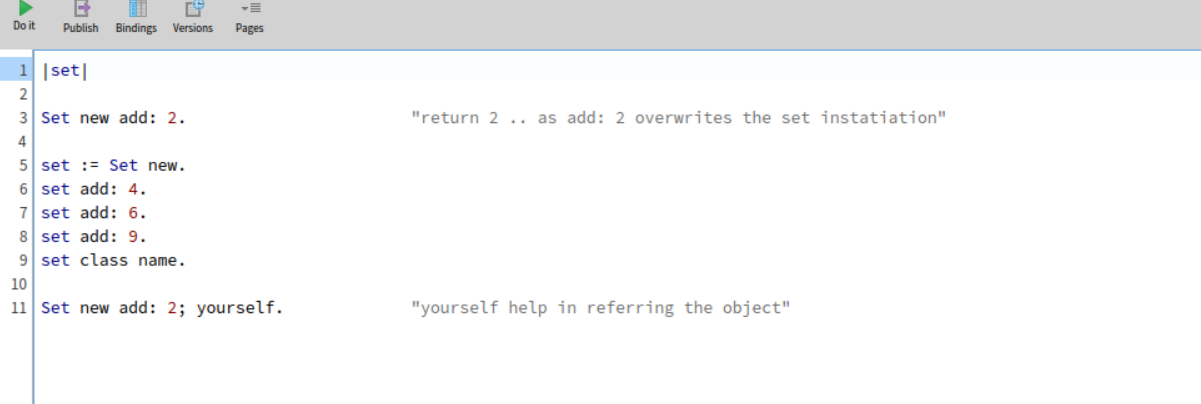 Do it Publish Bindings Versions Pages
1 |set|
2
3 Set new add: 2. "return 2 .. as add: 2 overwrites the set instatiation"
4
5 set := Set new.
6 set add: 4.
7 set add: 6.
8 set add: 9.
9 set class name.
10
11 Set new add: 2; yourself. "yourself help in referring the object"